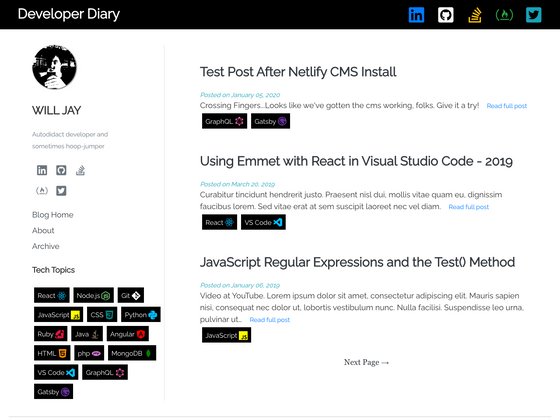 Developer Diary
WILL JAY
Autodidact developer and
sometimes hoop-jumper
Blog Home
About
Archive
Tech Topics
React
Node.js
Git
JavaScript
JS
CSS
Python
Ruby
Java
Angular
HTML
php
MongoDB
VS Code
GraphQL
Gatsby
Test Post After Netlify CMS Install
Posted on January 05, 2020
Crossing Fingers...Looks like we've gotten the cms working, folks. Give it a try! Read full post
GraphQL
Gatsby
Using Emmet with React in Visual Studio Code - 2019
Posted on March 20, 2019
Curabitur tincidunt hendrerit justo. Praesent nisl dui, mollis vitae quam eu, dignissim
faucibus lorem. Sed vitae erat at sem suscipit laoreet nec vel diam. Read full post
React
VS Code
JavaScript Regular Expressions and the Test() Method
Posted on January 06, 2019
Video at YouTube. Lorem ipsum dolor sit amet, consectetur adipiscing elit. Mauris sapien
nisi, consequat nec dolor ut, lobortis vestibulum nunc. Nulla facilisi. Suspendisse leo urna,
pulvinar ut… Read full post
JavaScript
JS
Next Page →